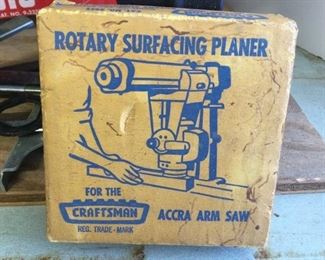 ROTARY SURFACING PLANER
FOR THE
CRAFTSMAN
ACCRA ARM SAW
REG. TRADE-MARK